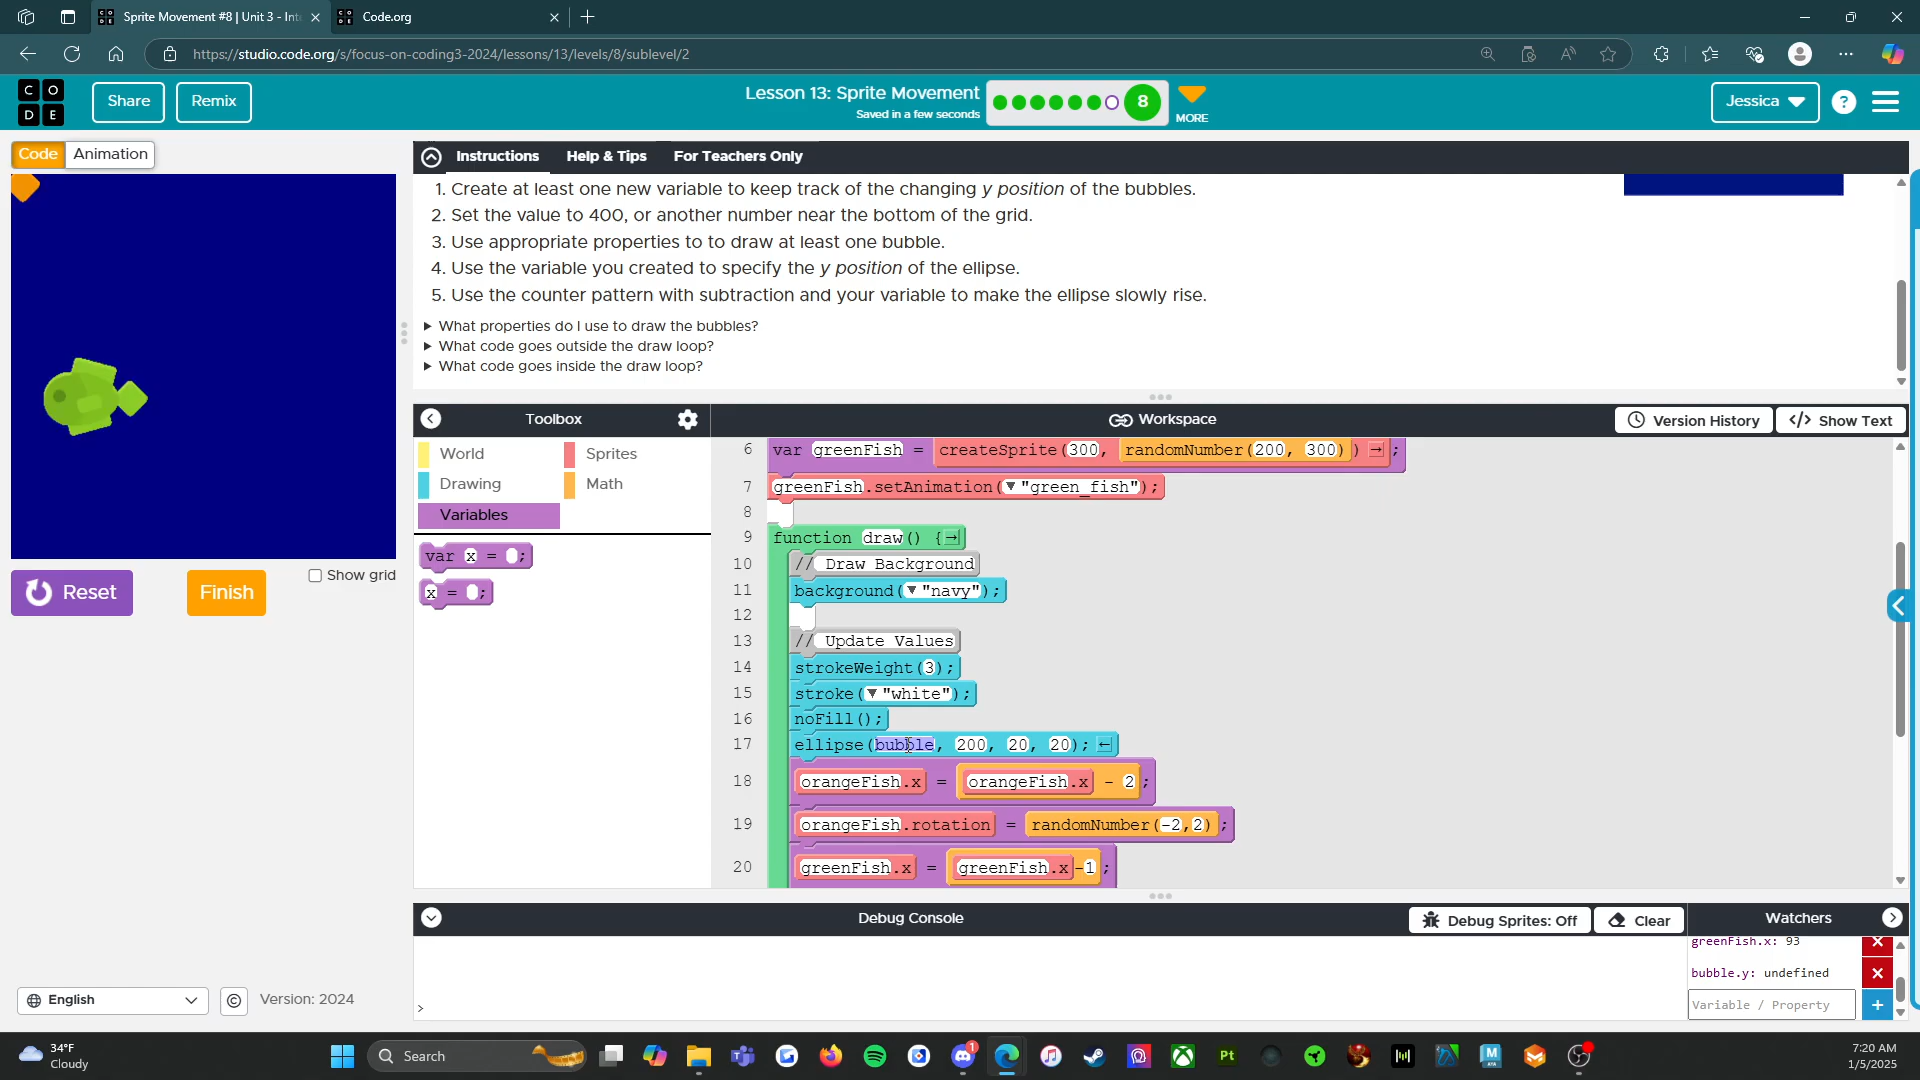 Sprite Movement #8 | Unit 3 - Int
Code.org
https://studio.code.org/s/focus-on-coding3-2024/lessons/13/levels/8/sublevel/2
CO
DE
Share
Remix
Lesson 13: Sprite Movement
Saved in a few seconds
8
MORE
Jessica
?
Code
Animation
Instructions
Help & Tips
For Teachers Only
1. Create at least one new variable to keep track of the changing y position of the bubbles.
2. Set the value to 400, or another number near the bottom of the grid.
3. Use appropriate properties to to draw at least one bubble.
4. Use the variable you created to specify the y position of the ellipse.
5. Use the counter pattern with subtraction and your variable to make the ellipse slowly rise.
What properties do I use to draw the bubbles?
What code goes outside the draw loop?
What code goes inside the draw loop?
Reset
Finish
Show grid
Toolbox
World
Sprites
Drawing
Math
Variables
var x = ;
x = ;
Workspace
Version History
</> Show Text
6 var greenFish = createSprite(300, randomNumber(200, 300) ) → ;
7 greenFish.setAnimation( ▼ "green_fish");
8
9 function draw() { →
10 // Draw Background
11 background( ▼ "navy");
12
13 // Update Values
14 strokeWeight(3);
15 stroke( ▼ "white");
16 noFill();
17 ellipse(bubble, 200, 20, 20); ←
18 orangeFish.x = orangeFish.x - 2 ;
19 orangeFish.rotation = randomNumber(-2,2) ;
20 greenFish.x = greenFish.x-1 ;
Debug Console
Debug Sprites: Off
Clear
Watchers
greenFish.x: 93
bubble.y: undefined
Variable / Property
+
>
English
©
Version: 2024
34°F
Cloudy
Search
1
Pt
M
7:20 AM
1/5/2025